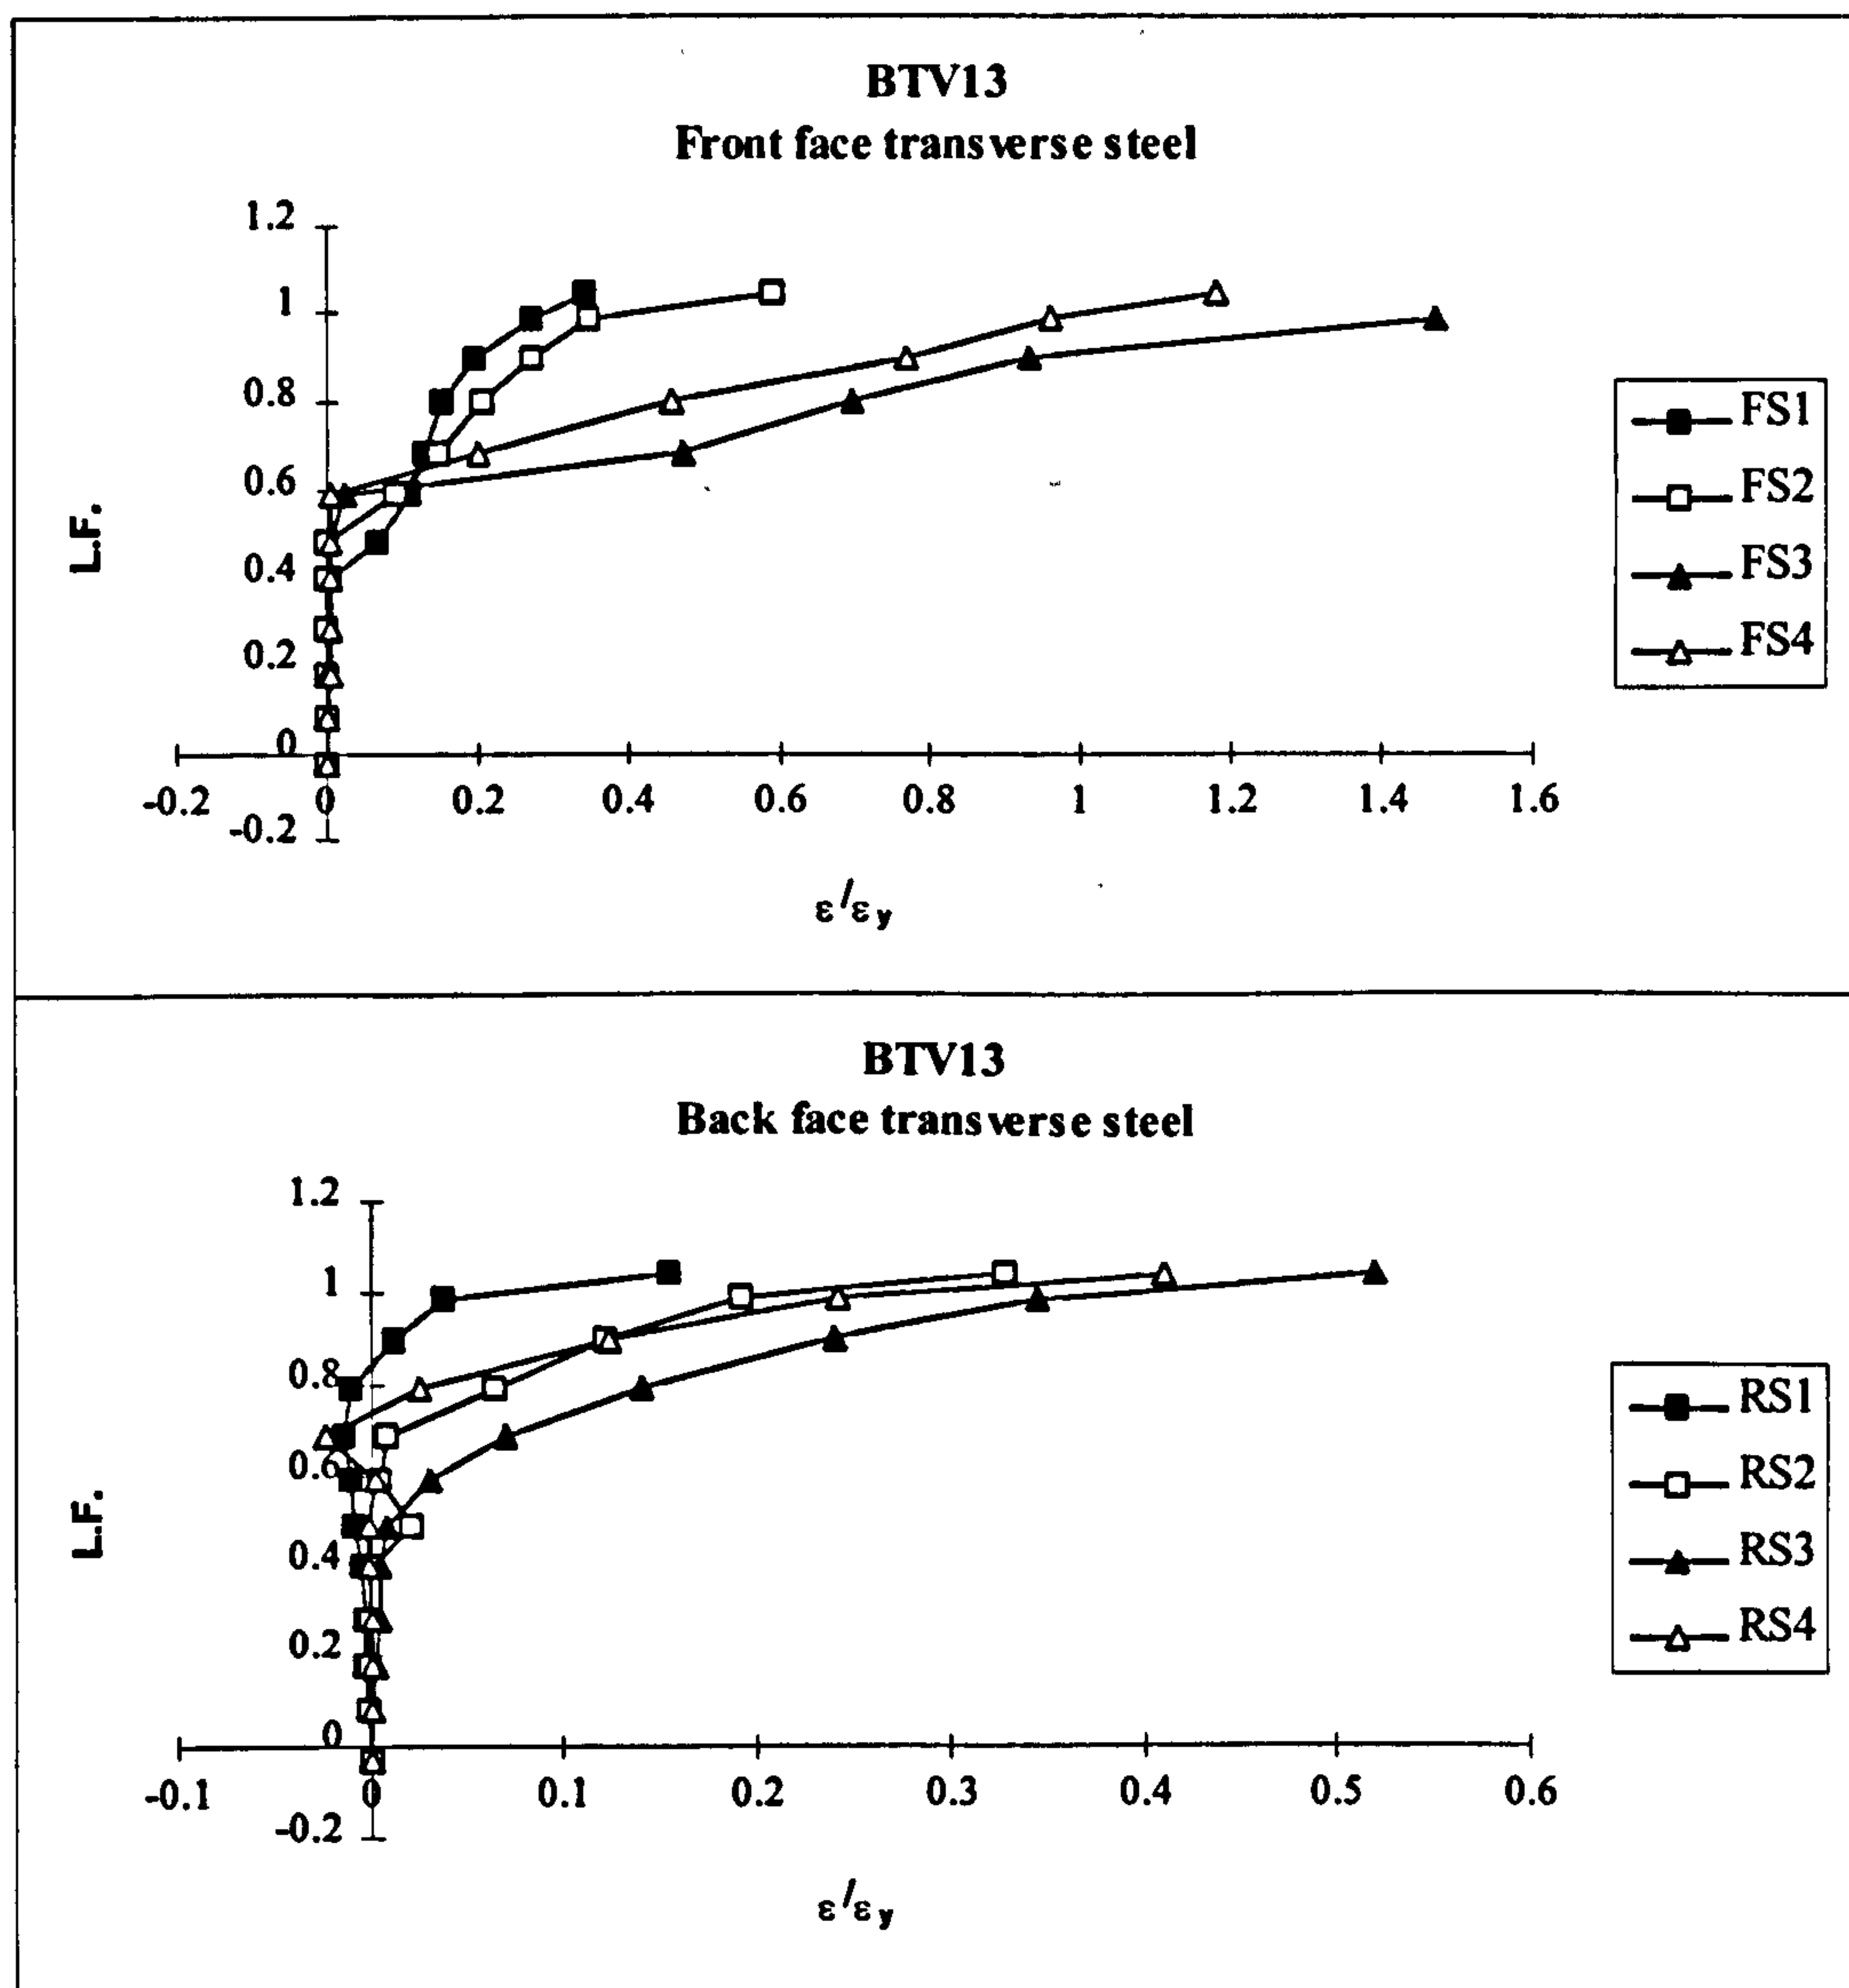 BTV13
Front face transverse steel
1.2
1
0.8
0.6
0.4
0.2
0
-0.2
L.F.
-0.2 0 0.2 0.4 0.6 0.8 1 1.2 1.4 1.6
ε/εy
FS1
FS2
FS3
FS4
BTV13
Back face transverse steel
1.2
1
0.8
0.6
0.4
0.2
0
-0.2
L.F.
-0.1 0 0.1 0.2 0.3 0.4 0.5 0.6
ε/εy
RS1
RS2
RS3
RS4